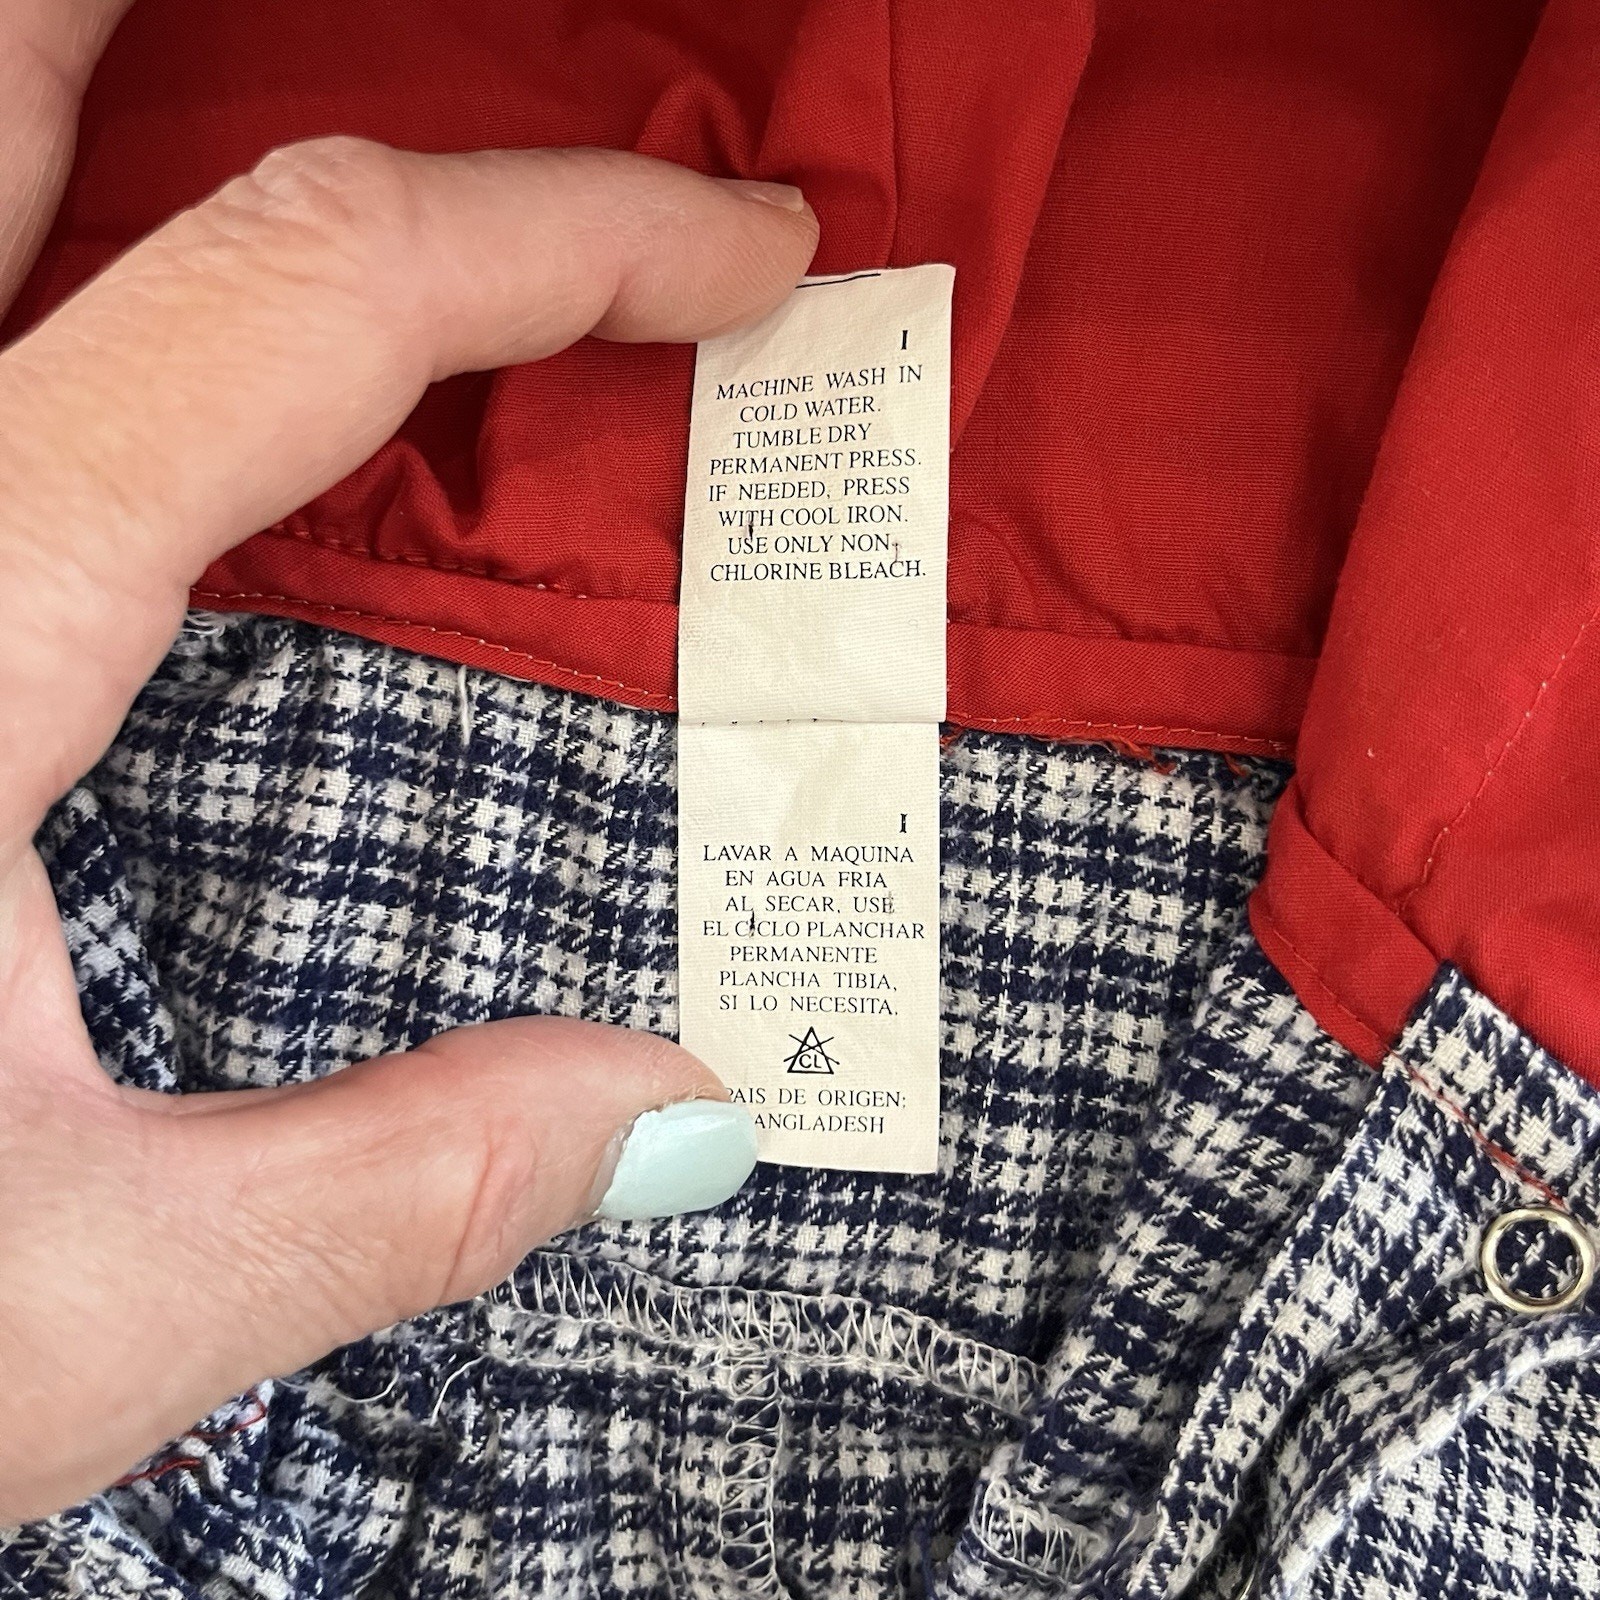 I
MACHINE WASH IN
COLD WATER.
TUMBLE DRY
PERMANENT PRESS.
IF NEEDED, PRESS
WITH COOL IRON.
USE ONLY NON-
CHLORINE BLEACH.
I
LAVAR A MAQUINA
EN AGUA FRIA
AL SECAR, USE
EL CICLO PLANCHAR
PERMANENTE
PLANCHA TIBIA,
SI LO NECESITA.
CL
PAIS DE ORIGEN:
ANGLADESH